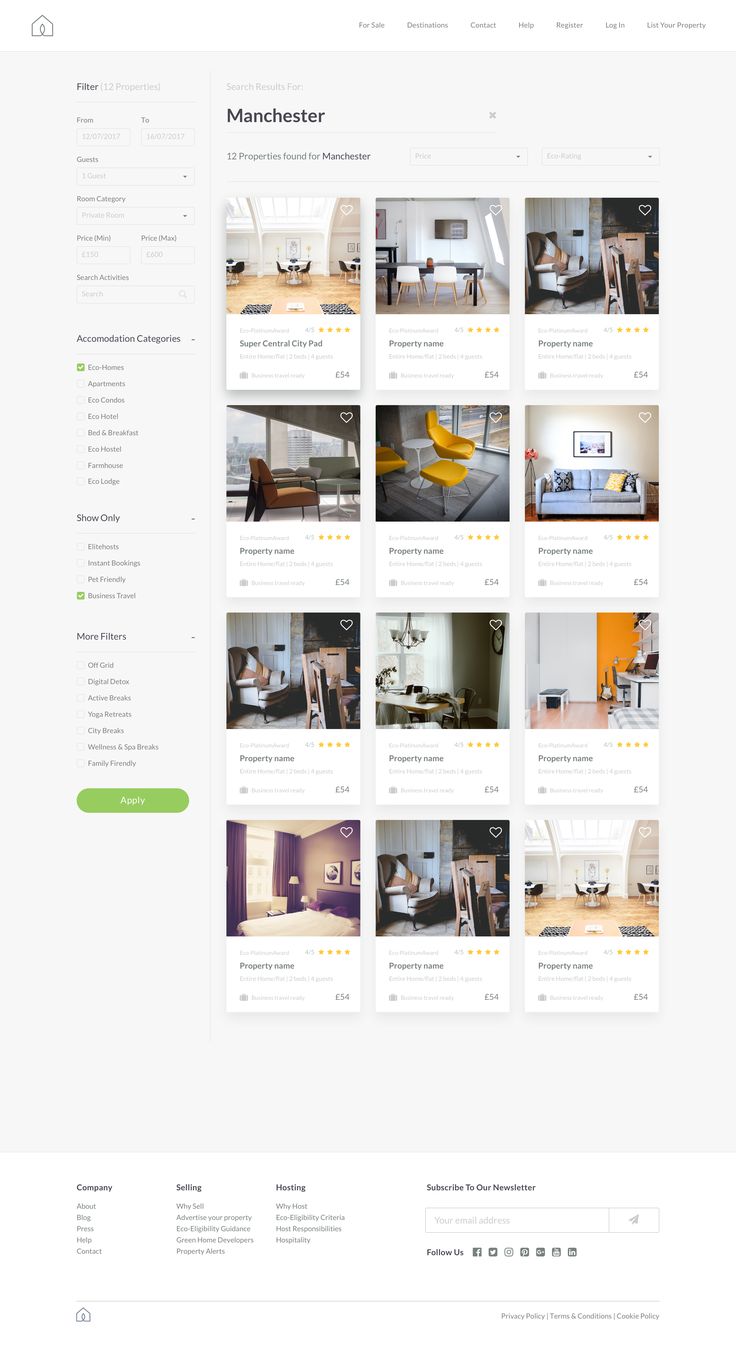 For Sale Destinations Contact Help Register Log In List Your Property
Filter (12 Properties)
From To
12/07/2017 16/07/2017
Guests
1 Guest
Room Category
Private Room
Price (Min) Price (Max)
£150 £600
Search Activities
Search
Accomodation Categories -
Eco-Homes
Apartments
Eco Condos
Eco Hotel
Bed & Breakfast
Eco Hostel
Farmhouse
Eco Lodge
Show Only -
Elitehosts
Instant Bookings
Pet Friendly
Business Travel
More Filters -
Off Grid
Digital Detox
Active Breaks
Yoga Retreats
City Breaks
Wellness & Spa Breaks
Family Firendly
Apply
Search Results For:
Manchester
12 Properties found for Manchester
Price Eco-Rating
Eco-PlatinumAward 4/5
Super Central City Pad
Entire Home/flat | 2 beds | 4 guests
Business travel ready £54
Eco-PlatinumAward 4/5
Property name
Entire Home/flat | 2 beds | 4 guests
Business travel ready £54
Eco-PlatinumAward 4/5
Property name
Entire Home/flat | 2 beds | 4 guests
Business travel ready £54
Eco-PlatinumAward 4/5
Property name
Entire Home/flat | 2 beds | 4 guests
Business travel ready £54
Eco-PlatinumAward 4/5
Property name
Entire Home/flat | 2 beds | 4 guests
Business travel ready £54
Eco-PlatinumAward 4/5
Property name
Entire Home/flat | 2 beds | 4 guests
Business travel ready £54
Eco-PlatinumAward 4/5
Property name
Entire Home/flat | 2 beds | 4 guests
Business travel ready £54
Eco-PlatinumAward 4/5
Property name
Entire Home/flat | 2 beds | 4 guests
Business travel ready £54
Eco-PlatinumAward 4/5
Property name
Entire Home/flat | 2 beds | 4 guests
Business travel ready £54
Eco-PlatinumAward 4/5
Property name
Entire Home/flat | 2 beds | 4 guests
Business travel ready £54
Eco-PlatinumAward 4/5
Property name
Entire Home/flat | 2 beds | 4 guests
Business travel ready £54
Eco-PlatinumAward 4/5
Property name
Entire Home/flat | 2 beds | 4 guests
Business travel ready £54
Company
About
Blog
Press
Help
Contact
Selling
Why Sell
Advertise your property
Eco-Eligibility Guidance
Green Home Developers
Property Alerts
Hosting
Why Host
Eco-Eligibility Criteria
Host Responsibilities
Hospitality
Subscribe To Our Newsletter
Your email address
Follow Us
Privacy Policy | Terms & Conditions | Cookie Policy